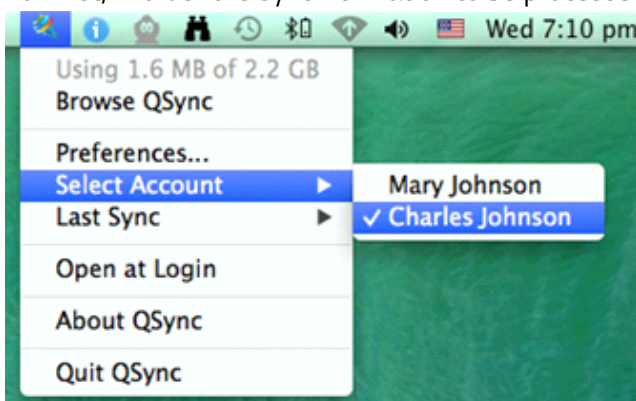 Wed 7:10 pm
Using 1.6 MB of 2.2 GB
Browse QSync
Preferences...
Select Account
Mary Johnson
Last Sync
✓ Charles Johnson
Open at Login
About QSync
Quit QSync